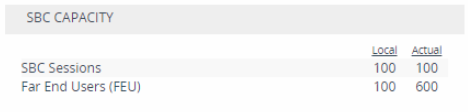 SBC CAPACITY
Local Actual
SBC Sessions 100 100
Far End Users (FEU) 100 600